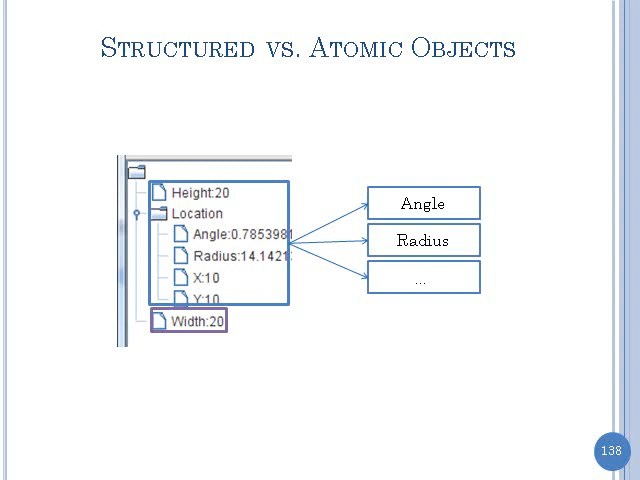 STRUCTURED VS. ATOMIC OBJECTS
Height:20
Location
Angle:0.7853981
Radius:14.1421
X:10
Y:10
Width:20
Angle
Radius
...
138